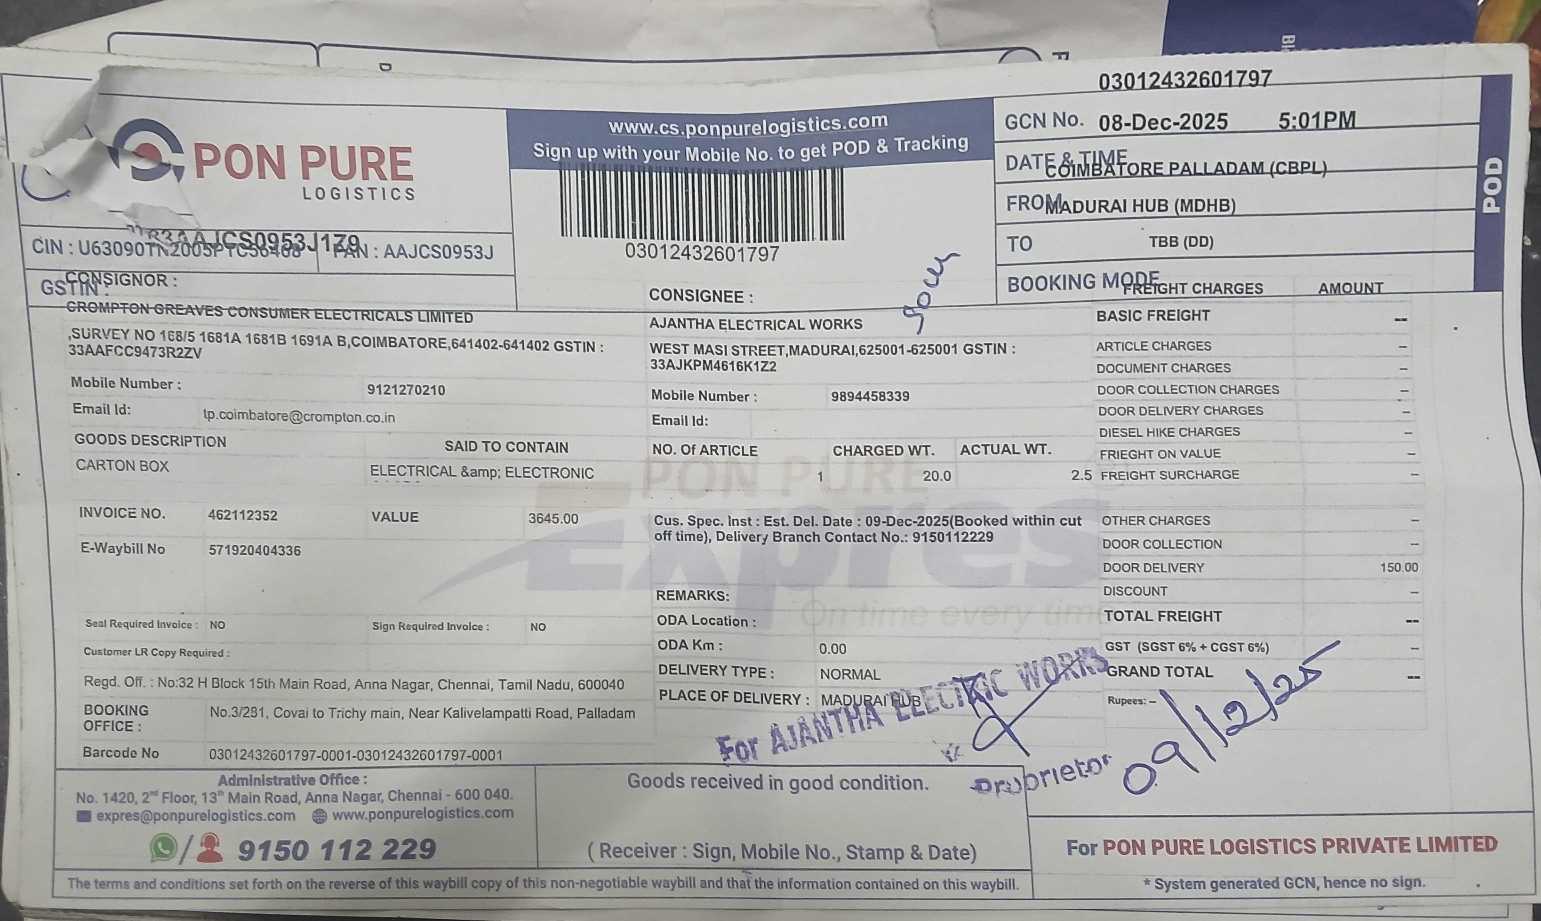 03012432601797
PON PURE
LOGISTICS
www.cs.ponpurelogistics.com
Sign up with your Mobile No. to get POD & Tracking
03012432601797
GCN No. 08-Dec-2025 5:01PM
DATE & TIME
COIMBATORE PALLADAM (CBPL)
FROM MADURAI HUB (MDHB)
TO TBB (DD)
BOOKING MODE
POD
CIN : U63090TN2005PTC56468 PAN : AAJCS0953J
GSTIN :
CONSIGNOR :
CROMPTON GREAVES CONSUMER ELECTRICALS LIMITED
,SURVEY NO 168/5 1681A 1681B 1691A B,COIMBATORE,641402-641402 GSTIN :
33AAFCC9473R2ZV
Mobile Number : 9121270210
Email Id: tp.coimbatore@crompton.co.in
GOODS DESCRIPTION SAID TO CONTAIN
CARTON BOX ELECTRICAL &amp; ELECTRONIC
INVOICE NO. 462112352 VALUE 3645.00
E-Waybill No 571920404336
Seal Required Invoice : NO Sign Required Invoice : NO
Customer LR Copy Required :
Regd. Off. : No:32 H Block 15th Main Road, Anna Nagar, Chennai, Tamil Nadu, 600040
BOOKING OFFICE : No.3/281, Covai to Trichy main, Near Kalivelampatti Road, Palladam
Barcode No 03012432601797-0001-03012432601797-0001
CONSIGNEE :
AJANTHA ELECTRICAL WORKS
WEST MASI STREET,MADURAI,625001-625001 GSTIN :
33AJKPM4616K1Z2
Mobile Number : 9894458339
Email Id:
NO. Of ARTICLE CHARGED WT. ACTUAL WT.
1 20.0 2.5
PON PURE
Expres
On time every time
Cus. Spec. Inst : Est. Del. Date : 09-Dec-2025(Booked within cut
off time), Delivery Branch Contact No.: 9150112229
REMARKS:
ODA Location :
ODA Km : 0.00
DELIVERY TYPE : NORMAL
PLACE OF DELIVERY : MADURAI HUB
For AJANTHA ELECTRIC WORKS
Proprietor
09/12/25
FREIGHT CHARGES AMOUNT
BASIC FREIGHT --
ARTICLE CHARGES –
DOCUMENT CHARGES –
DOOR COLLECTION CHARGES –
DOOR DELIVERY CHARGES –
DIESEL HIKE CHARGES –
FRIEGHT ON VALUE –
FREIGHT SURCHARGE –
OTHER CHARGES –
DOOR COLLECTION –
DOOR DELIVERY 150.00
DISCOUNT –
TOTAL FREIGHT --
GST (SGST 6% + CGST 6%) –
GRAND TOTAL --
Rupees: –
Administrative Office :
No. 1420, 2nd Floor, 13th Main Road, Anna Nagar, Chennai - 600 040.
expres@ponpurelogistics.com www.ponpurelogistics.com
9150 112 229
Goods received in good condition.
( Receiver : Sign, Mobile No., Stamp & Date)
For PON PURE LOGISTICS PRIVATE LIMITED
The terms and conditions set forth on the reverse of this waybill copy of this non-negotiable waybill and that the information contained on this waybill.
* System generated GCN, hence no sign.